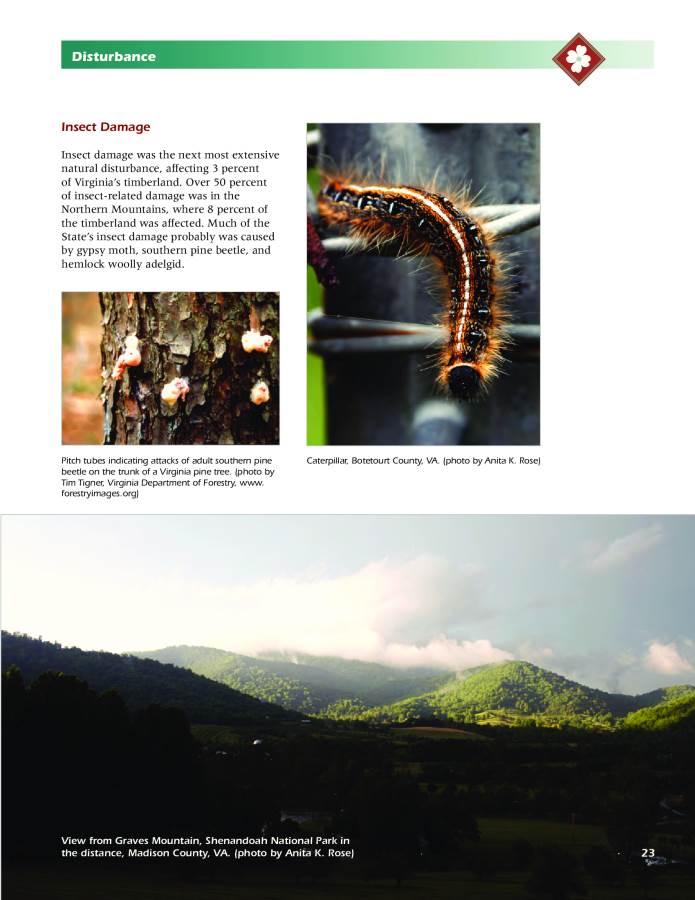 Disturbance
Insect Damage
Insect damage was the next most extensive
natural disturbance, affecting 3 percent
of Virginia's timberland. Over 50 percent
of insect-related damage was in the
Northern Mountains, where 8 percent of
the timberland was affected. Much of the
State's insect damage probably was caused
by gypsy moth, southern pine beetle, and
hemlock woolly adelgid.
Pitch tubes indicating attacks of adult southern pine
beetle on the trunk of a Virginia pine tree. (photo by
Tim Tigner, Virginia Department of Forestry, www.
forestryimages.org)
Caterpillar, Botetourt County, VA. (photo by Anita K. Rose)
View from Graves Mountain, Shenandoah National Park in
the distance, Madison County, VA. (photo by Anita K. Rose)
23